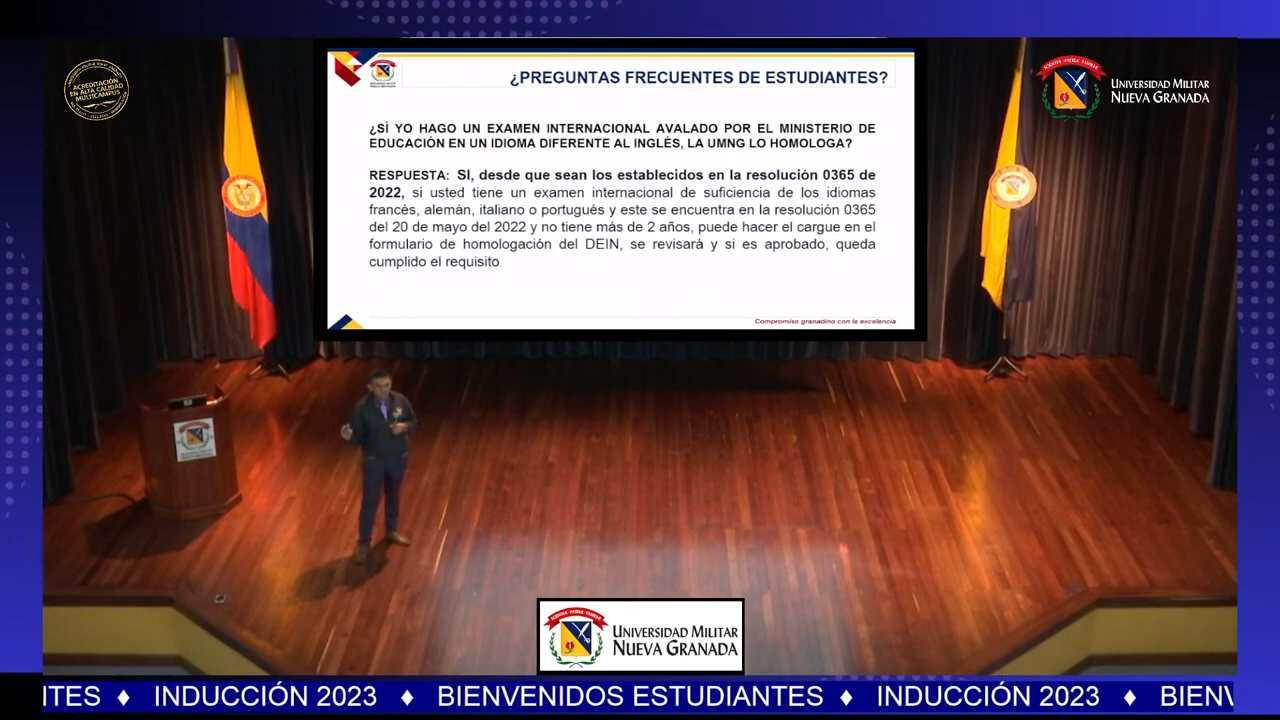 ¿PREGUNTAS FRECUENTES DE ESTUDIANTES?
ACREDITACIÓN
EN ALTA CALIDAD
MULTICAMPUS
UNIVERSIDAD MILITAR
NUEVA GRANADA
¿SI YO HAGO UN EXAMEN INTERNACIONAL AVALADO POR EL MINISTERIO DE
EDUCACIÓN EN UN IDIOMA DIFERENTE AL INGLÉS, LA UMNG LO HOMOLOGA?
RESPUESTA: SI, desde que sean los establecidos en la resolución 0365 de
2022, si usted tiene un examen internacional de suficiencia de los idiomas
francés, alemán, italiano o portugués y este se encuentra en la resolución 0365
del 20 de mayo del 2022 y no tiene más de 2 años, puede hacer el cargue en el
formulario de homologación del DEIN, se revisará y si es aprobado, queda
cumplido el requisito.
Compromiso granadino con la excelencia
UNIVERSIDAD MILITAR
NUEVA GRANADA
NTES ♦ INDUCCIÓN 2023 ♦ BIENVENIDOS ESTUDIANTES ♦ INDUCCIÓN 2023 ♦ BIENV